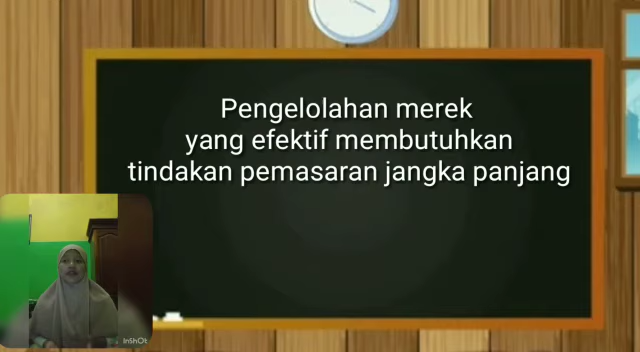 Pengelolahan merek
yang efektif membutuhkan
tindakan pemasaran jangka panjang
InShOt